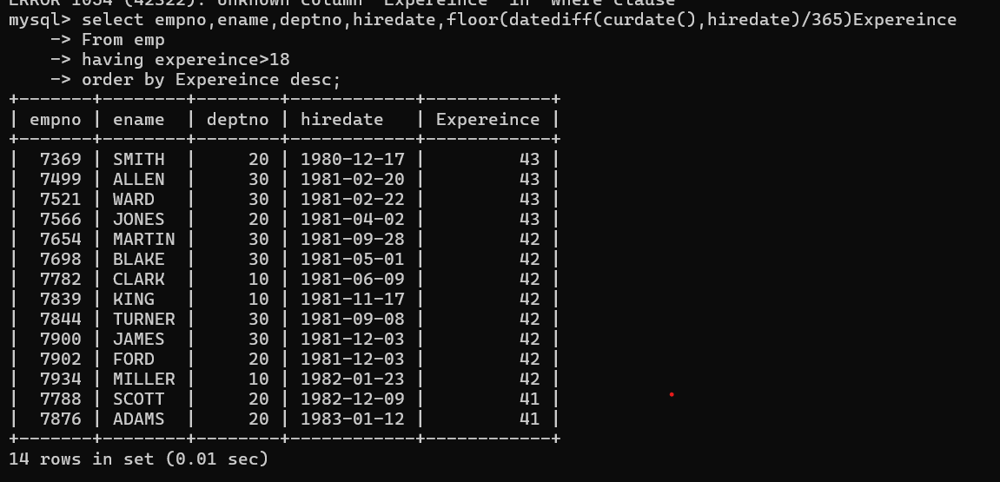 ERROR 1054 (42S22): Unknown column 'Expereince' in 'where clause'
mysql> select empno,ename,deptno,hiredate,floor(datediff(curdate(),hiredate)/365)Expereince
    -> From emp
    -> having expereince>18
    -> order by Expereince desc;
+-------+--------+--------+------------+------------+
| empno | ename  | deptno | hiredate   | Expereince |
+-------+--------+--------+------------+------------+
|  7369 | SMITH  |     20 | 1980-12-17 |         43 |
|  7499 | ALLEN  |     30 | 1981-02-20 |         43 |
|  7521 | WARD   |     30 | 1981-02-22 |         43 |
|  7566 | JONES  |     20 | 1981-04-02 |         43 |
|  7654 | MARTIN |     30 | 1981-09-28 |         42 |
|  7698 | BLAKE  |     30 | 1981-05-01 |         42 |
|  7782 | CLARK  |     10 | 1981-06-09 |         42 |
|  7839 | KING   |     10 | 1981-11-17 |         42 |
|  7844 | TURNER |     30 | 1981-09-08 |         42 |
|  7900 | JAMES  |     30 | 1981-12-03 |         42 |
|  7902 | FORD   |     20 | 1981-12-03 |         42 |
|  7934 | MILLER |     10 | 1982-01-23 |         42 |
|  7788 | SCOTT  |     20 | 1982-12-09 |         41 |
|  7876 | ADAMS  |     20 | 1983-01-12 |         41 |
+-------+--------+--------+------------+------------+
14 rows in set (0.01 sec)